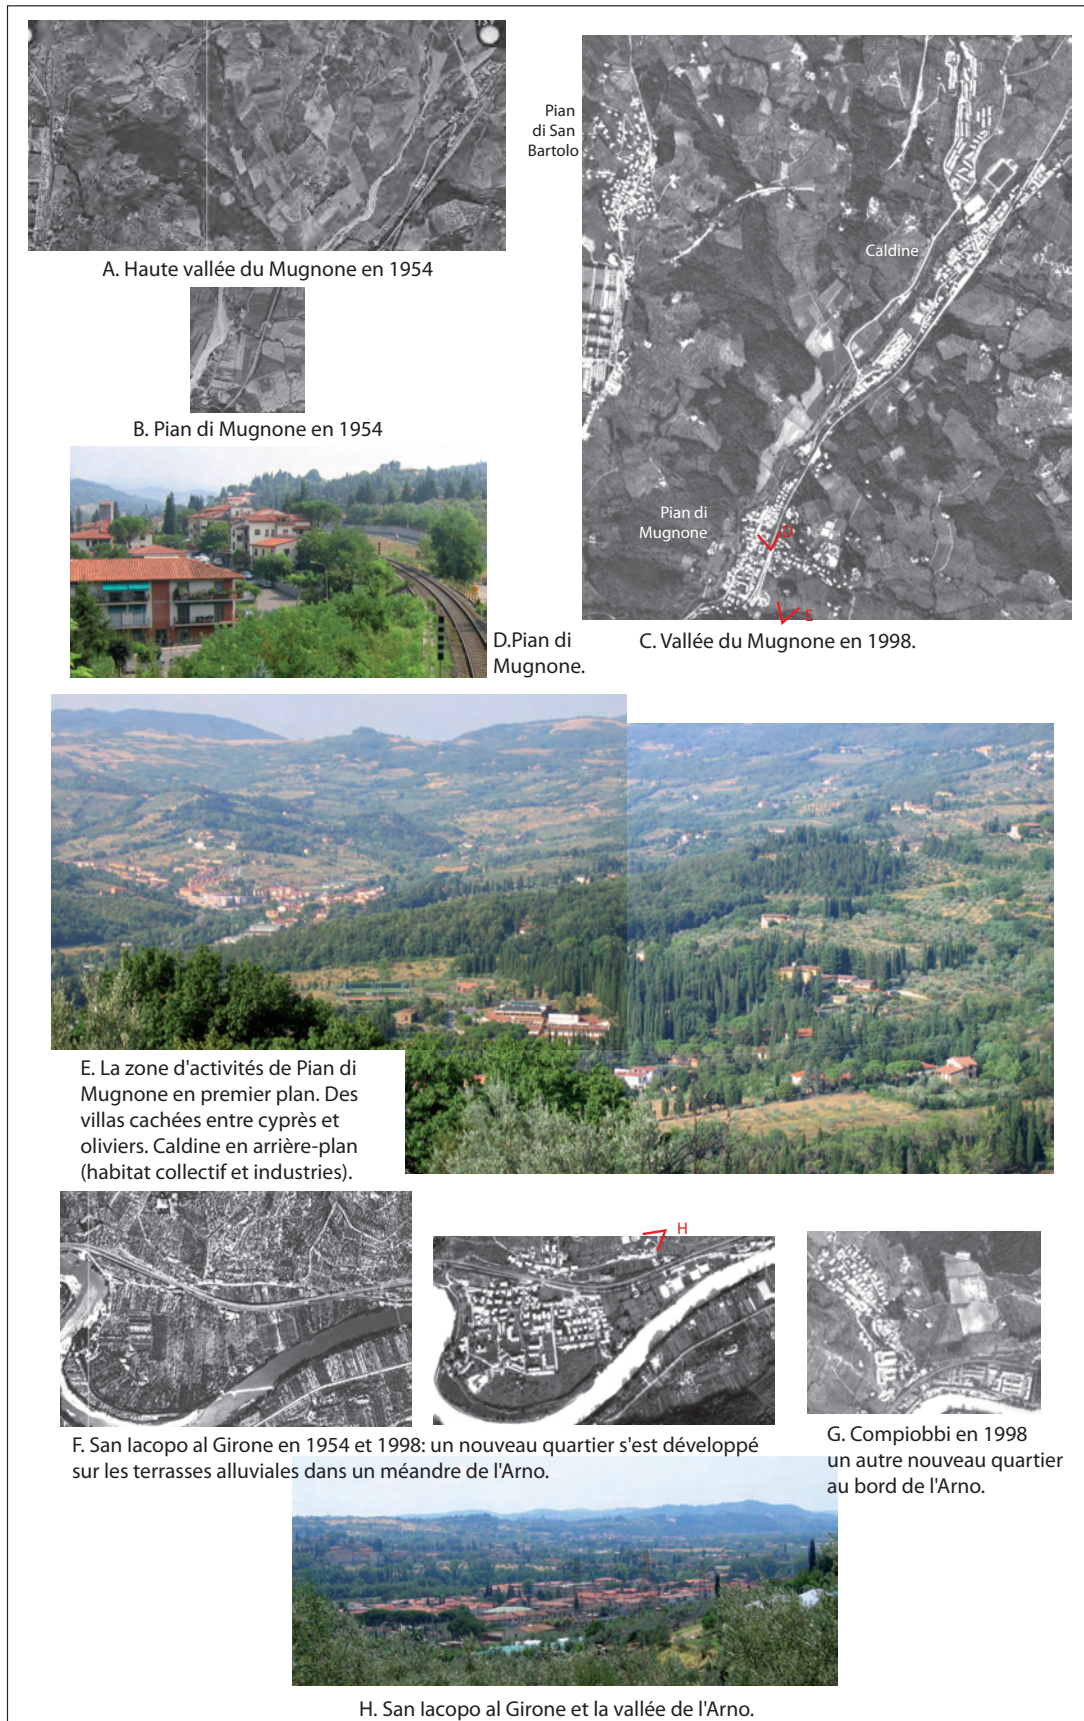 A. Haute vallée du Mugnone en 1954
B. Pian di Mugnone en 1954
Pian
di San
Bartolo
Caldine
Pian di
Mugnone
D
E
C. Vallée du Mugnone en 1998.
D.Pian di
Mugnone.
E. La zone d'activités de Pian di
Mugnone en premier plan. Des
villas cachées entre cyprès et
oliviers. Caldine en arrière-plan
(habitat collectif et industries).
H
F. San Iacopo al Girone en 1954 et 1998: un nouveau quartier s'est développé
sur les terrasses alluviales dans un méandre de l'Arno.
G. Compiobbi en 1998
un autre nouveau quartier
au bord de l'Arno.
H. San Iacopo al Girone et la vallée de l'Arno.